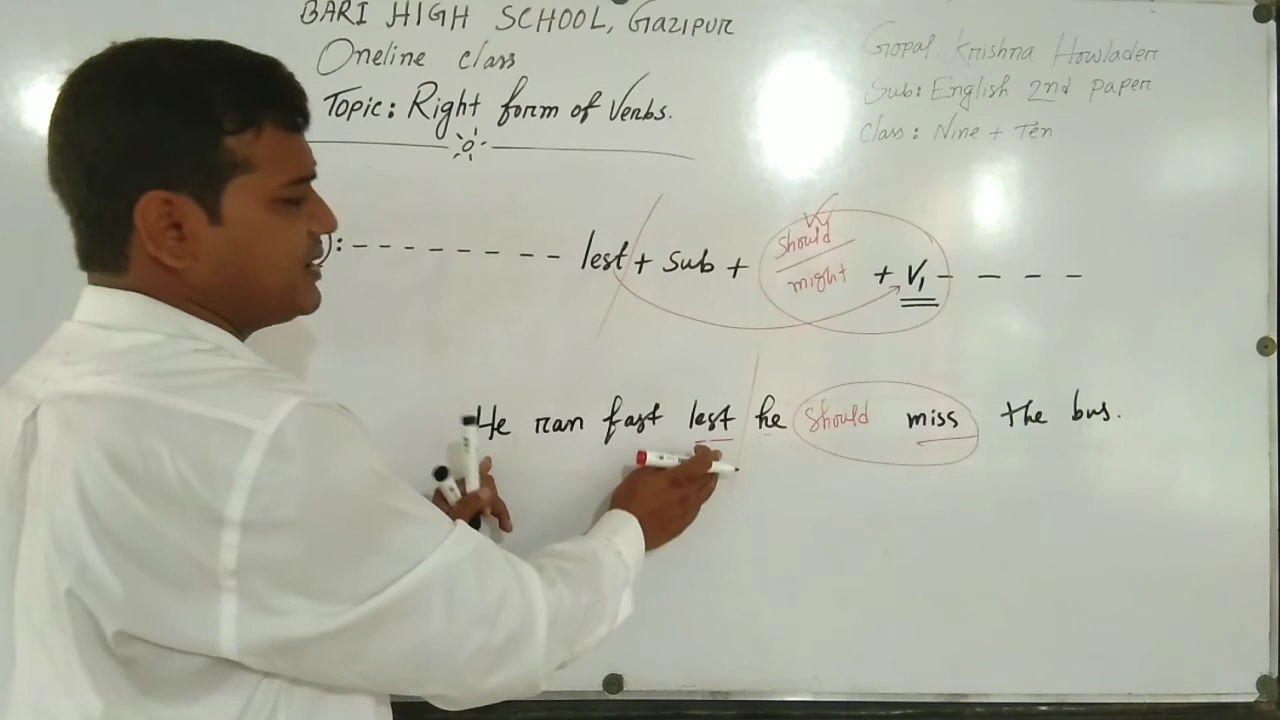 BARI HIGH SCHOOL, Gazipur
Oneline class
Topic: Right form of Verbs.
Gopal Krishna Howlader
Sub: English 2nd paper
Class: Nine + Ten
): - - - - - - - - - lest + sub + should / might + V1 - - - -
He ran fast lest he should miss the bus.